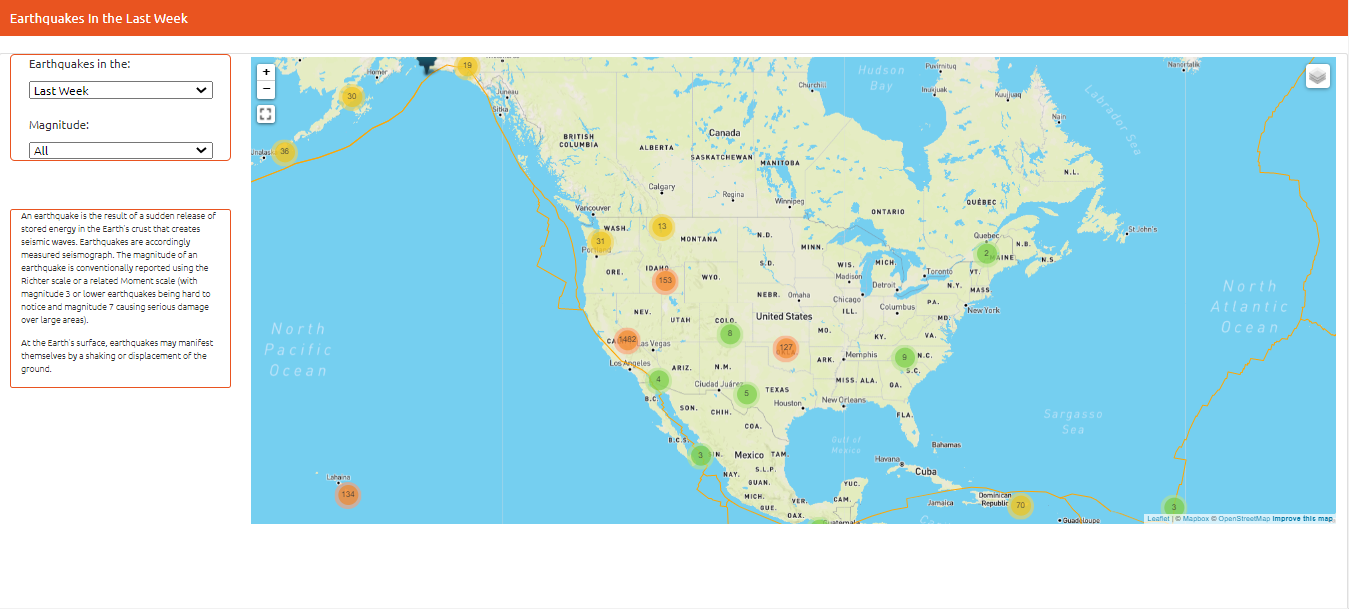 Earthquakes In the Last Week
Earthquakes in the:
Last Week
Magnitude:
All
An earthquake is the result of a sudden release of
stored energy in the Earth's crust that creates
seismic waves. Earthquakes are accordingly
measured seismograph. The magnitude of an
earthquake is conventionally reported using the
Richter scale or a related Moment scale (with
magnitude 3 or lower earthquakes being hard to
notice and magnitude 7 causing serious damage
over large areas).
At the Earth's surface, earthquakes may manifest
themselves by a shaking or displacement of the
ground.
+
−
19
Homer
30
36
Juneau
Sitka
Hudson
Bay
Puvirnituq
Inukjuak
Kuujjuaq
Churchill
Nanortalik
Labrador Sea
Nain
BRITISH
COLUMBIA
ALBERTA
Canada
SASKATCHEWAN
MANITOBA
N.L.
Calgary
Regina
Winnipeg
Vancouver
ONTARIO
QUÉBEC
WASH.
13
31
Portland
MONTANA
N.D.
MINN.
Quebec
2
N.B.
MAINE
N.S.
St John's
ORE.
IDAHO
153
WYO.
S.D.
WIS.
MICH.
Madison
Toronto
VT.
N.Y.
MASS.
Detroit
NEBR.
Omaha
Chicago
PA.
NEV.
UTAH
COLO.
8
United States
ILL.
Columbus
MD.
New York
MO.
KY.
VA.
1462
Las Vegas
127
ARK.
Memphis
9
N.C.
S.C.
Los Angeles
4
ARIZ.
N.M.
Ciudad Juárez
5
TEXAS
MISS.
ALA.
GA.
B.C.
SON.
CHIH.
Houston
New Orleans
FLA.
COA.
B.C.S.
3
Mexico
TAM.
Gulf of
Mexico
Bahamas
Havana
Cuba
NAY.
S.L.P.
GUAN.
MICH.
VER.
YUC.
CAM.
GUE.
OAX.
Guatemala
Jamaica
Dominican
Republic
70
Guadeloupe
3
North
Pacific
Ocean
North
Atlantic
Ocean
Sargasso
Sea
Lahaina
134
Leaflet | © Mapbox © OpenStreetMap Improve this map